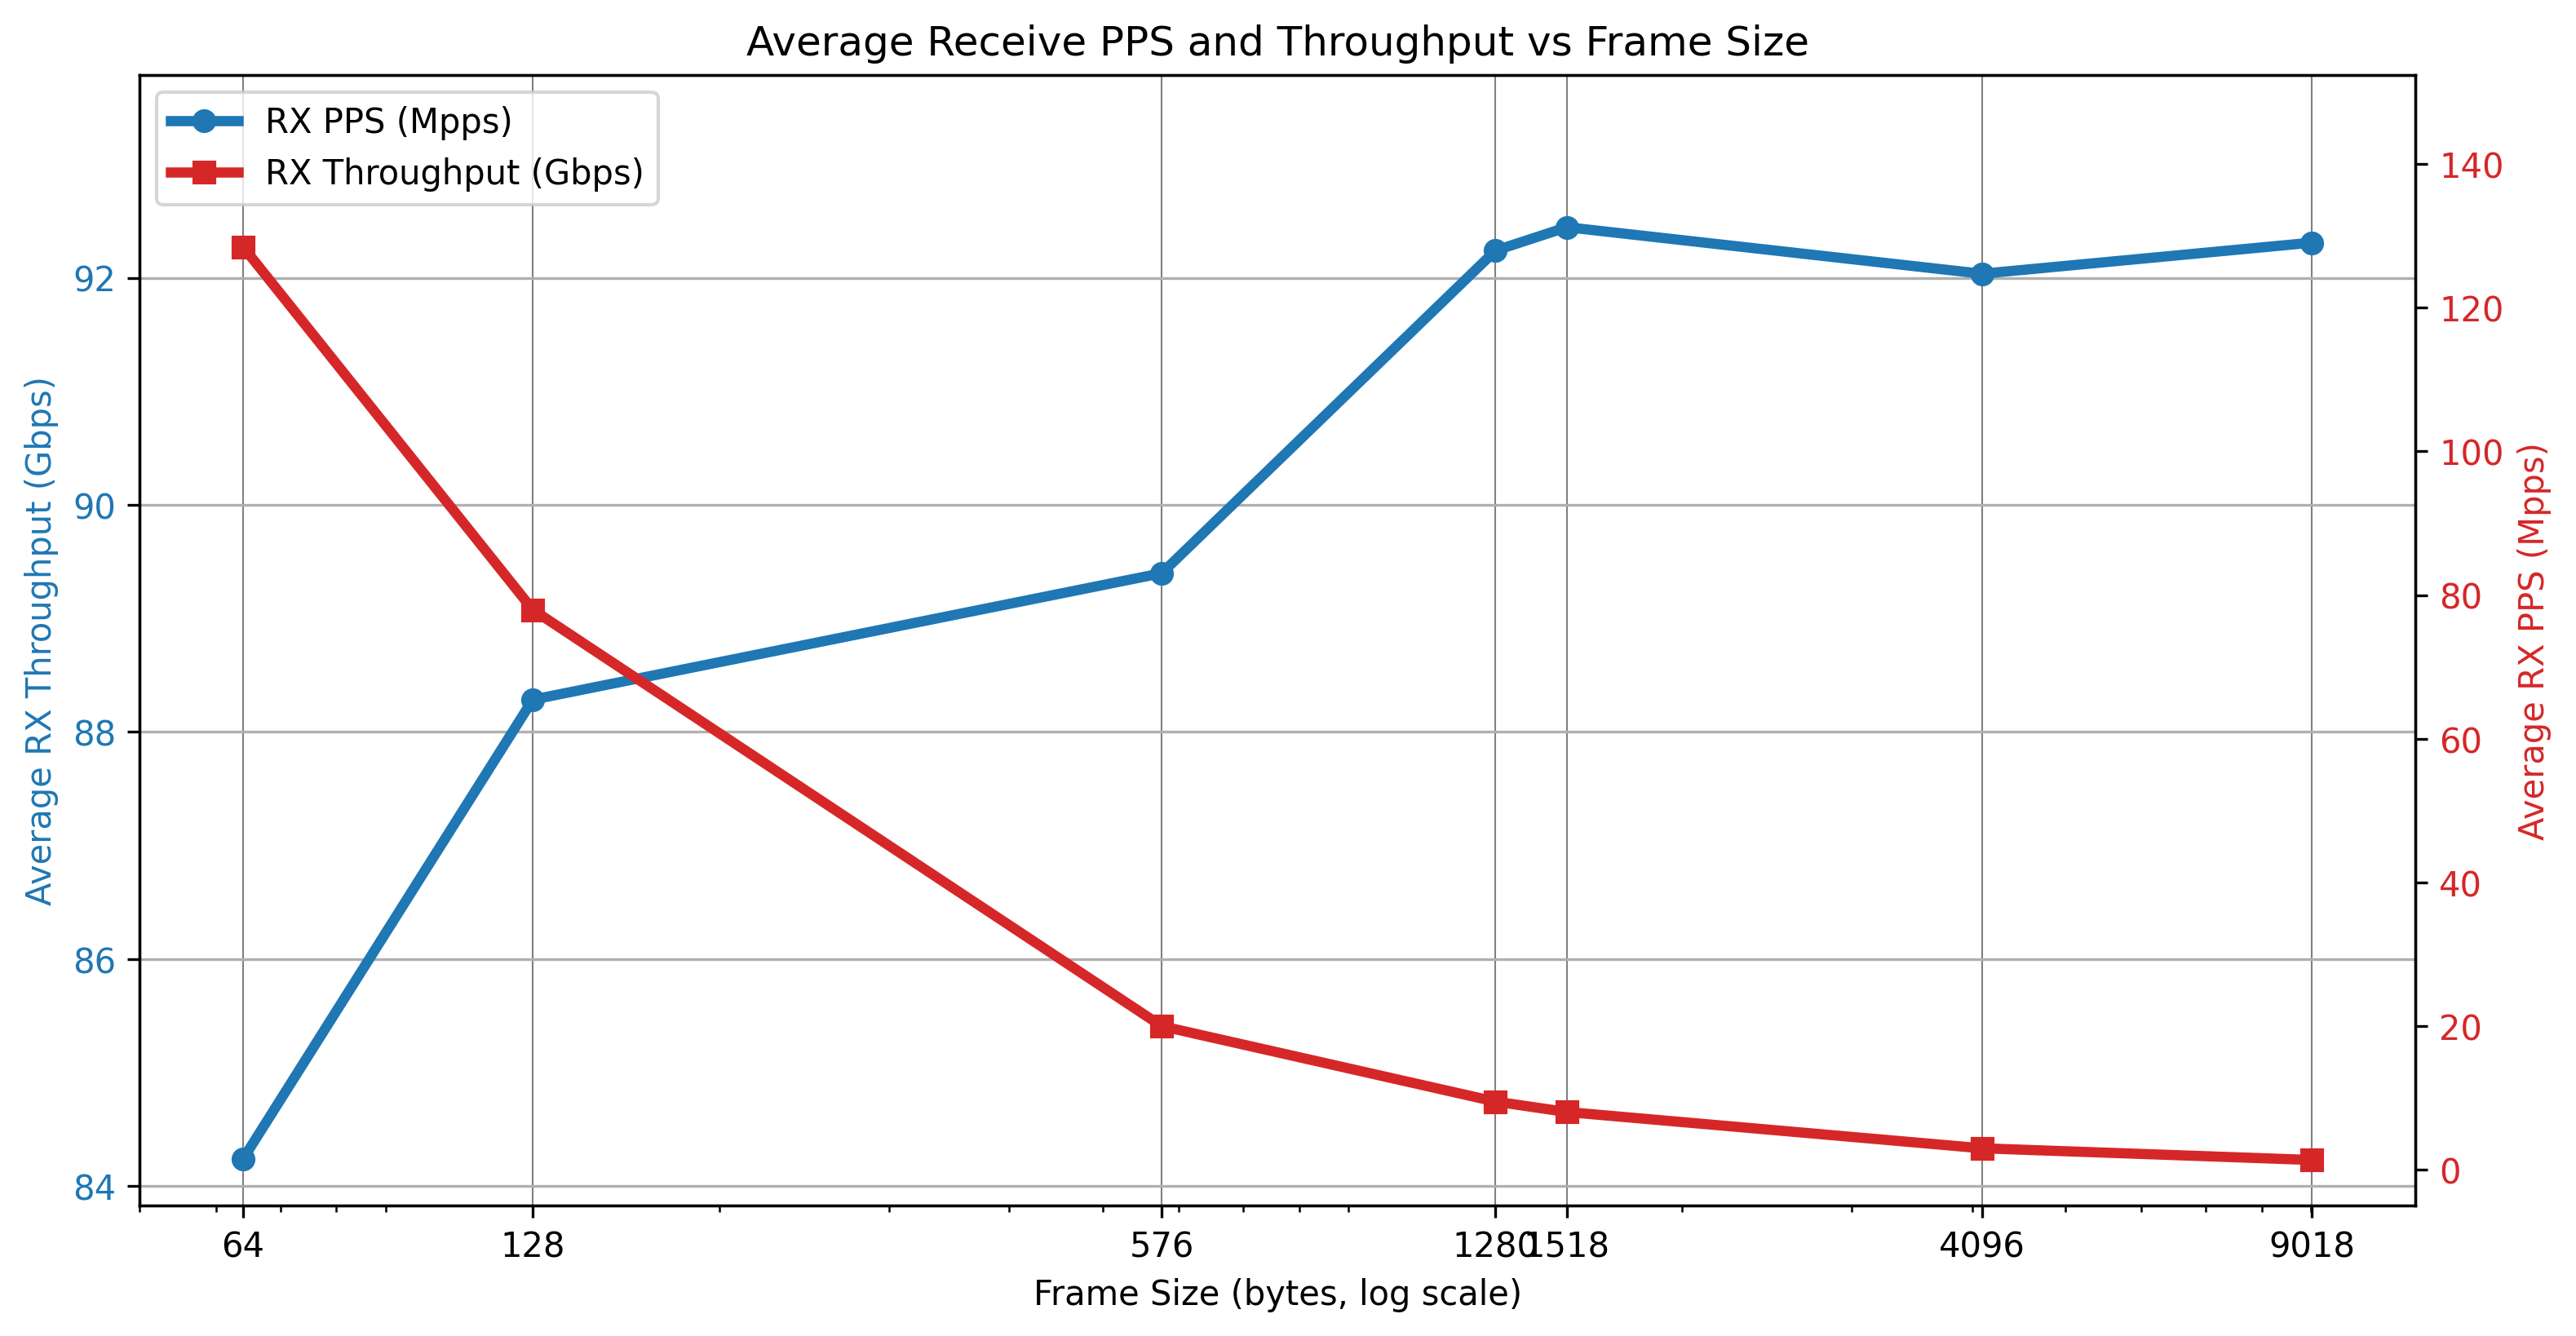 Average Receive PPS and Throughput vs Frame Size
RX PPS (Mpps)
RX Throughput (Gbps)
Average RX Throughput (Gbps)
92
90
88
86
84
140
120
100
80
60
40
20
0
Average RX PPS (Mpps)
64 128 576 1280 1518 4096 9018
Frame Size (bytes, log scale)